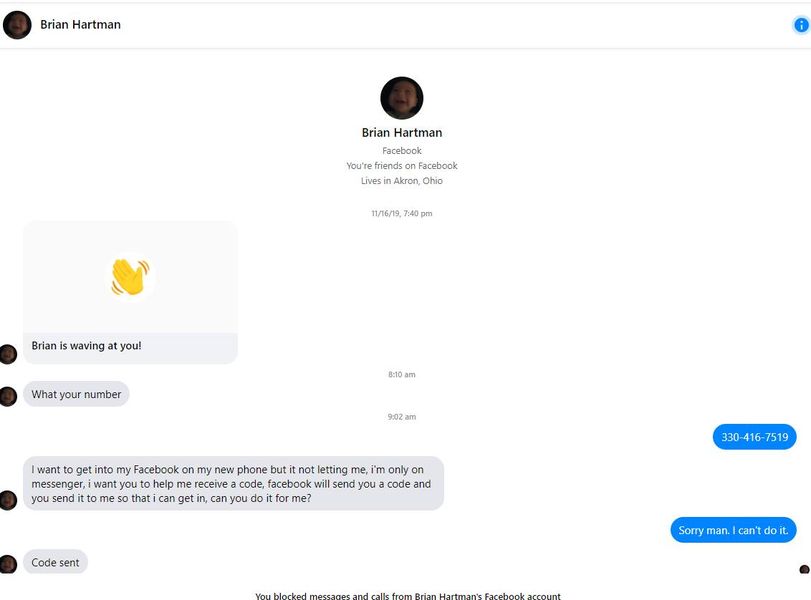 Brian Hartman
Brian Hartman
Facebook
You're friends on Facebook
Lives in Akron, Ohio
11/16/19, 7:40 pm
Brian is waving at you!
8:10 am
What your number
9:02 am
330-416-7519
I want to get into my Facebook on my new phone but it not letting me, i'm only on
messenger, i want you to help me receive a code, facebook will send you a code and
you send it to me so that i can get in, can you do it for me?
Sorry man. I can't do it.
Code sent
You blocked messages and calls from Brian Hartman's Facebook account